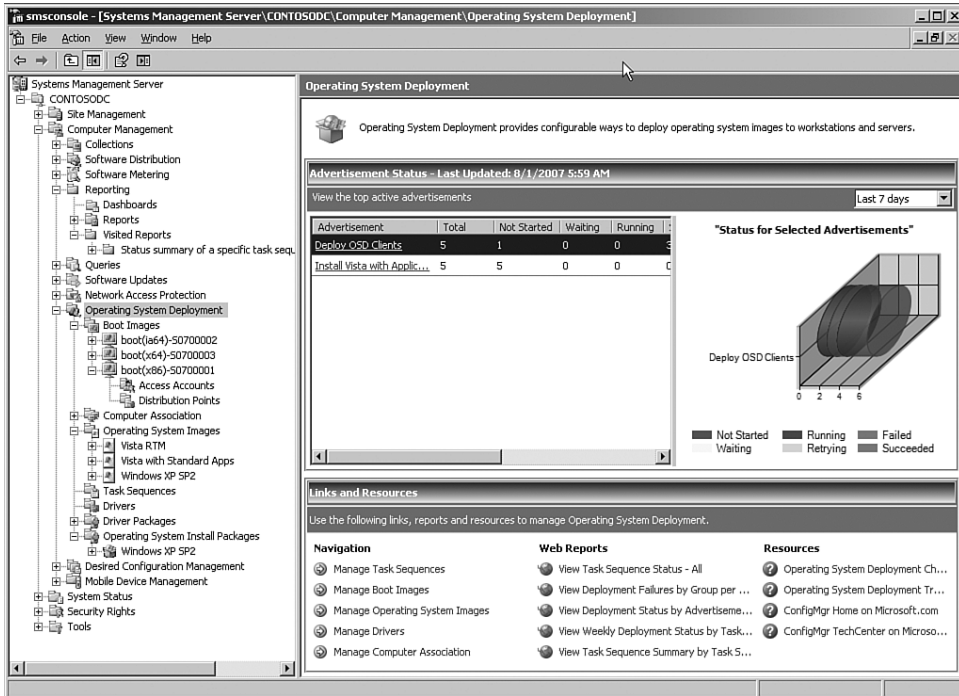 smsconsole - [Systems Management Server\CONTOSODC\Computer Management\Operating System Deployment]
File Action View Window Help
Systems Management Server
CONTOSODC
Site Management
Computer Management
Collections
Software Distribution
Software Metering
Reporting
Dashboards
Reports
Visited Reports
Status summary of a specific task sequ
Queries
Software Updates
Network Access Protection
Operating System Deployment
Boot Images
boot(ia64)-S0700002
boot(x64)-S0700003
boot(x86)-S0700001
Access Accounts
Distribution Points
Computer Association
Operating System Images
Vista RTM
Vista with Standard Apps
Windows XP SP2
Task Sequences
Drivers
Driver Packages
Operating System Install Packages
Windows XP SP2
Desired Configuration Management
Mobile Device Management
System Status
Security Rights
Tools
Operating System Deployment
Operating System Deployment provides configurable ways to deploy operating system images to workstations and servers.
Advertisement Status - Last Updated: 8/1/2007 5:59 AM
View the top active advertisements
Last 7 days
Advertisement Total Not Started Waiting Running
Deploy OSD Clients 5 1 0 0 3
Install Vista with Applic... 5 5 0 0
"Status for Selected Advertisements"
Deploy OSD Clients
0 2 4 6
Not Started Running Failed
Waiting Retrying Succeeded
Links and Resources
Use the following links, reports and resources to manage Operating System Deployment.
Navigation
Manage Task Sequences
Manage Boot Images
Manage Operating System Images
Manage Drivers
Manage Computer Association
Web Reports
View Task Sequence Status - All
View Deployment Failures by Group per ...
View Deployment Status by Advertiseme...
View Weekly Deployment Status by Task...
View Task Sequence Summary by Task S...
Resources
Operating System Deployment Ch...
Operating System Deployment Tr...
ConfigMgr Home on Microsoft.com
ConfigMgr TechCenter on Microso...